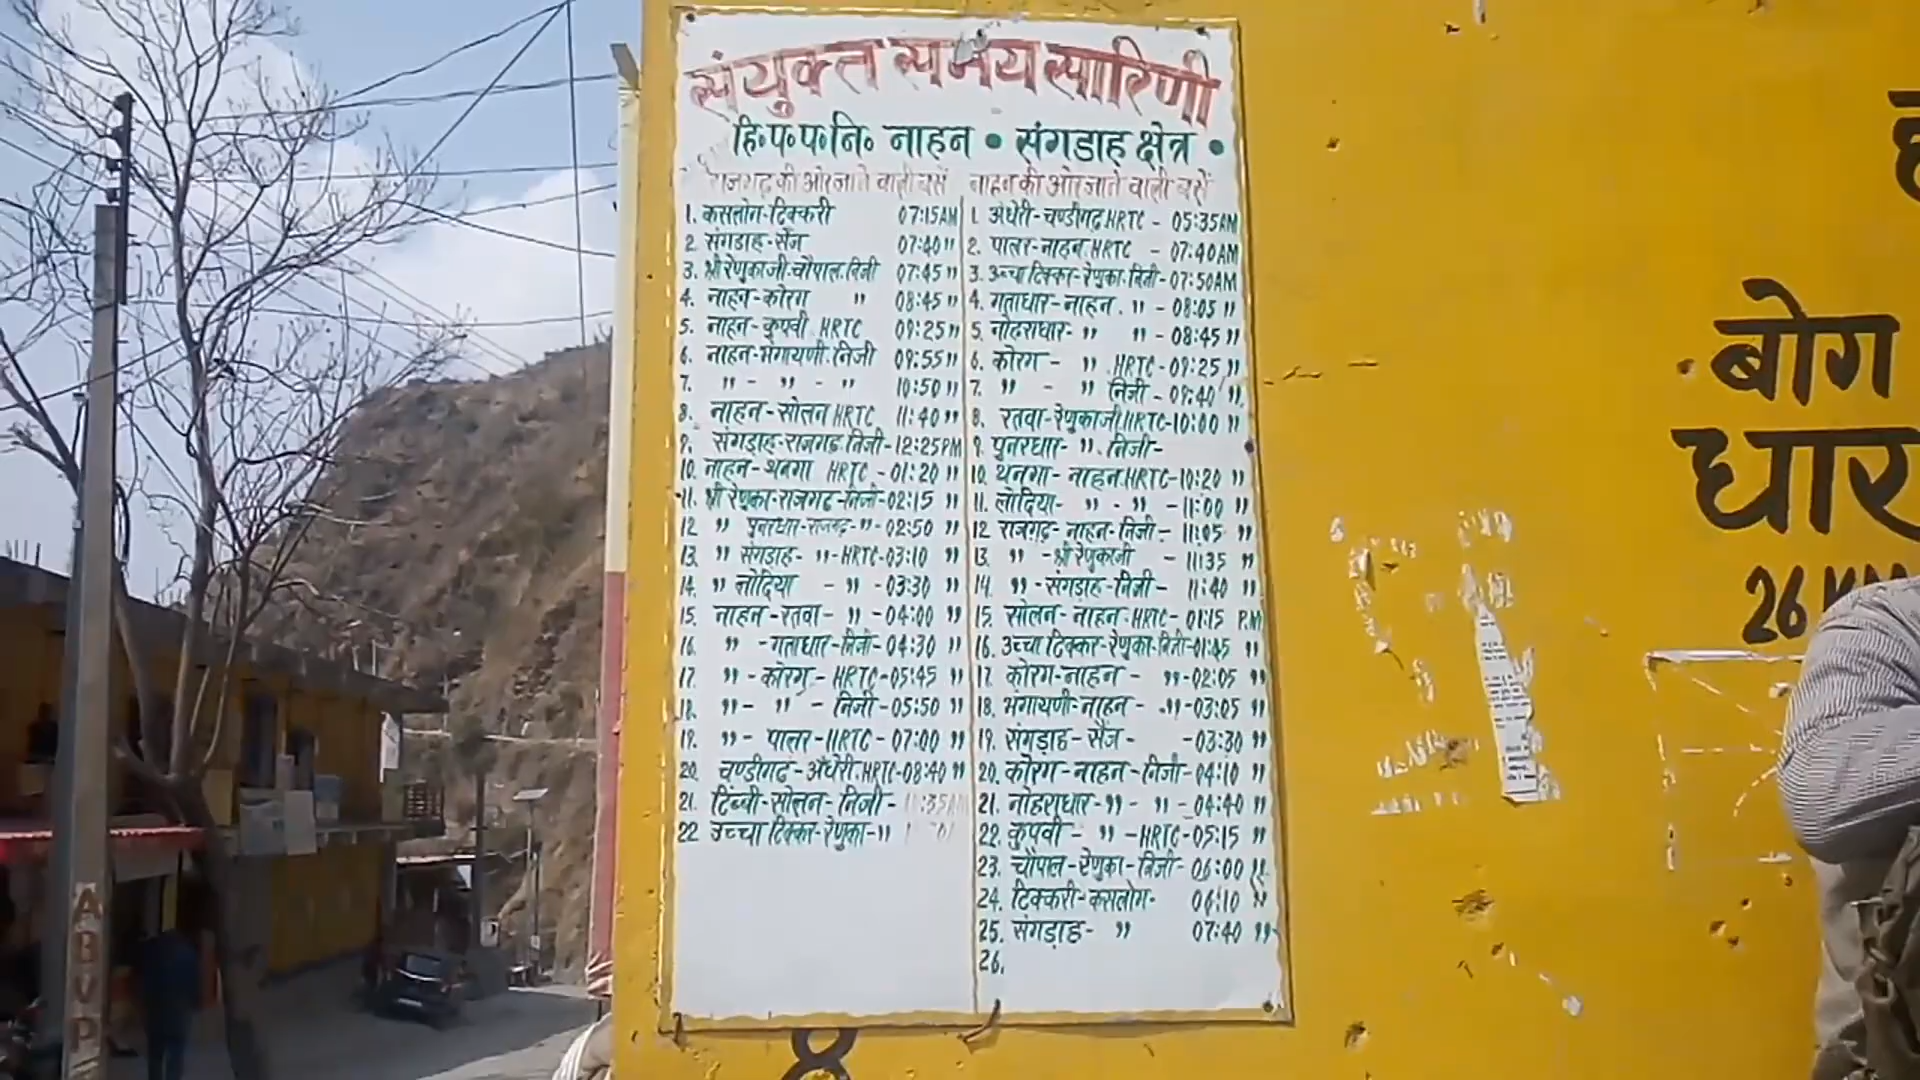 संयुक्त समय सारिणी
हि॰प॰प॰नि॰ नाहन • संगडाह क्षेत्र •
राजगढ़ की ओर जाने वाली बसें
1. कसलोग-टिक्करी 07:15AM
2. संगडाह-सैंज 07:40"
3. श्री रेणुकाजी-चौपाल.निजी 07:45"
4. नाहन-कोरग " 08:45"
5. नाहन-कुपवी HRTC 09:25"
6. नाहन-भंगायणी.निजी 09:55"
7. " - " - " 10:50"
8. नाहन-सोलन HRTC 11:40"
9. संगड़ाह-राजगढ़.निजी-12:25PM
10. नाहन-थनगा HRTC-01:20"
11. श्री रेणुका-राजगढ-निजी-02:15"
12 " पुनरधार-राजगढ़-"-02:50"
13. " संगड़ाह- "-HRTC-03:10"
14. " नोदिया - " -03:30"
15. नाहन-रतवा- " -04:00"
16. " -गताधार-निजी-04:30"
17. " -कोरग- HRTC-05:45"
18. "- " - निजी-05:50"
19. "- पालर-HRTC-07:00"
20. चण्डीगढ-अंधेरी.HRTC-08:40"
21. टिंब्बी-सोलन-निजी-
22 उच्चा टिक्कर-रेणुका-"
नाहन की ओर जाने वाली बसें
1. अंधेरी-चण्डीगढ़.HRTC - 05:35AM
2. पालर-नाहन.HRTC - 07:40AM
3. उच्चा टिक्कर-रेणुका.निजी-07:50AM
4. गताधार-नाहन. " - 08:05"
5. नोहराधार- " " - 08:45"
6. कोरग - " .HRTC-09:25"
7. " - " निजी-09:40"
8. रतवा-रेणुकाजी HRTC-10:00"
9. पुनरधार- ". निजी-
10. थनगा-नाहन.HRTC-10:20"
11. नोदिया- " - " -11:00"
12 राजगढ़-नाहन-निजी- 11:05"
13. " -श्री रेणुकाजी - 11:35"
14. "-संगड़ाह-निजी- 11:40"
15. सोलन-नाहन.HRTC-01:15 P.M
16. उच्चा टिक्कर-रेणुका-निजी-01:45"
17. कोरग-नाहन- "-02:05"
18. भंगायणी-नाहन- -"-03:05"
19. संगड़ाह-सैंज- -03:30"
20. कोरग-नाहन-निजी-04:10"
21. नोहराधार-"- "-04:40"
22. कुपवी- " -HRTC-05:15"
23. चौपाल-रेणुका-निजी-06:00"
24. टिक्करी-कसलोग- 06:10"
25. संगड़ाह- " 07:40"
26.
बोग
धार
26
8
ABVP